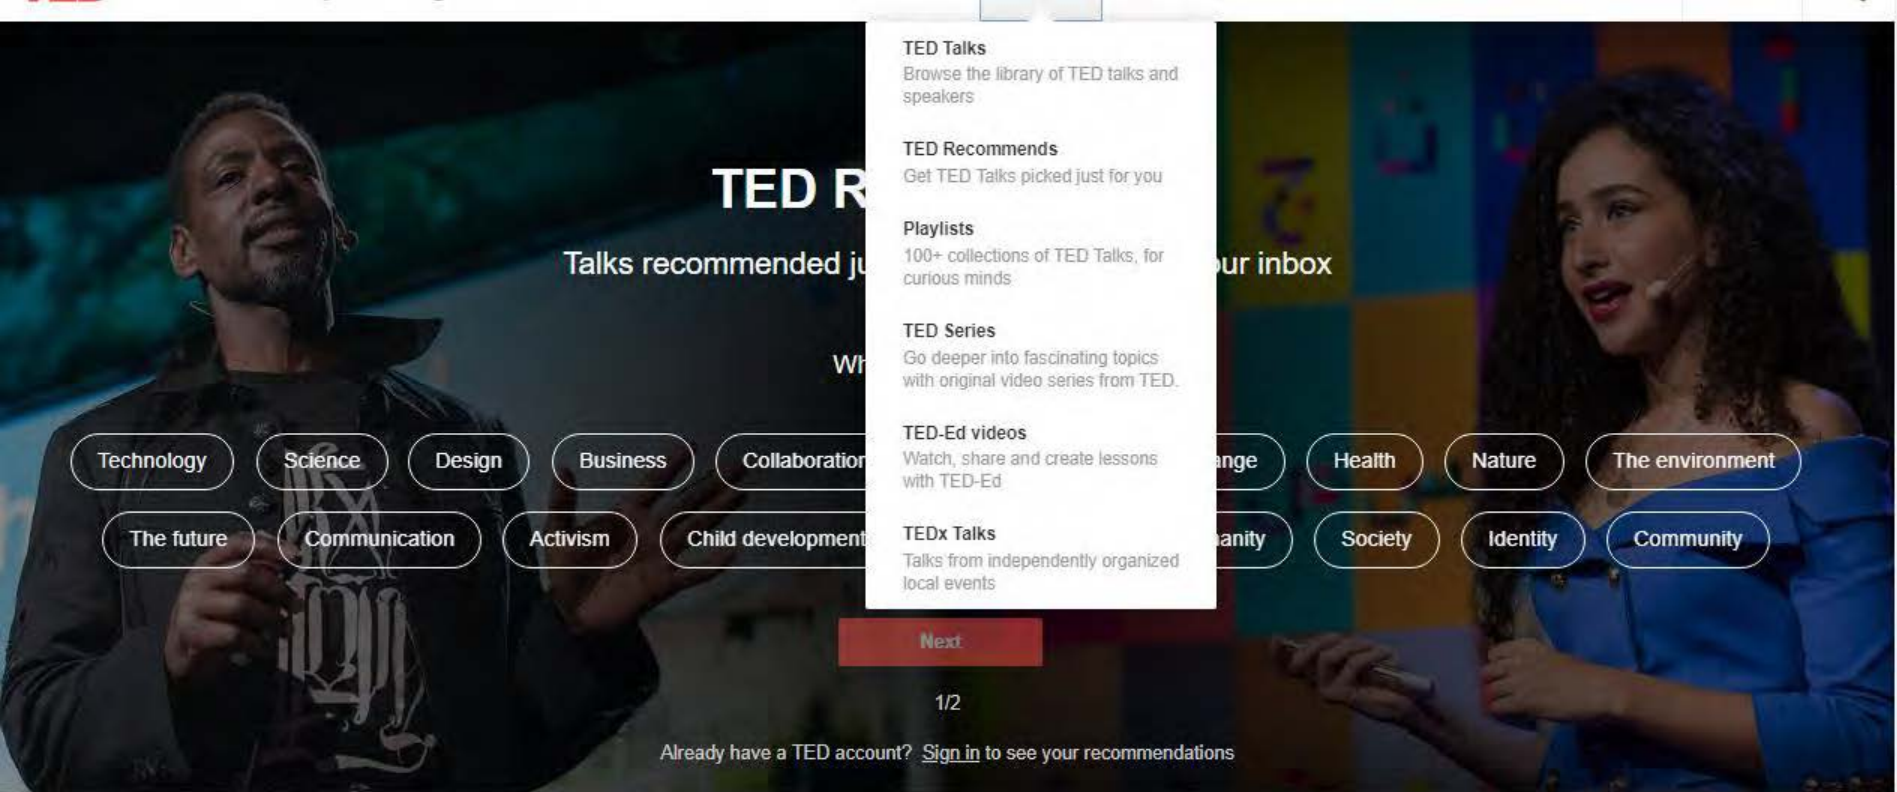 TED
TED Talks
Browse the library of TED talks and
speakers
TED Recommends
Get TED Talks picked just for you
Playlists
100+ collections of TED Talks, for
curious minds
TED Series
Go deeper into fascinating topics
with original video series from TED.
TED-Ed videos
Watch, share and create lessons
with TED-Ed
TEDx Talks
Talks from independently organized
local events
TED R
Talks recommended ju ur inbox
Wh
Technology Science Design Business Collaboration ange Health Nature The environment
The future Communication Activism Child development anity Society Identity Community
Next
1/2
Already have a TED account? Sign in to see your recommendations